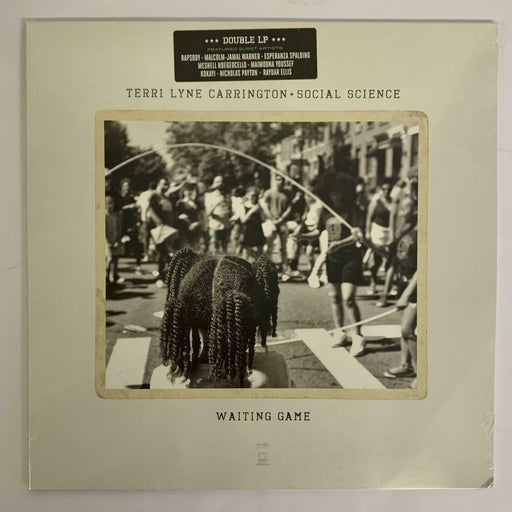 *** DOUBLE LP ***
FEATURED GUEST ARTISTS:
RAPSODY • MALCOLM-JAMAL WARNER • ESPERANZA SPALDING
MESHELL NDEGEOCELLO • MAIMOUNA YOUSSEF
KOKAYI • NICHOLAS PAYTON • RAYDAR ELLIS
TERRI LYNE CARRINGTON + SOCIAL SCIENCE
WAITING GAME